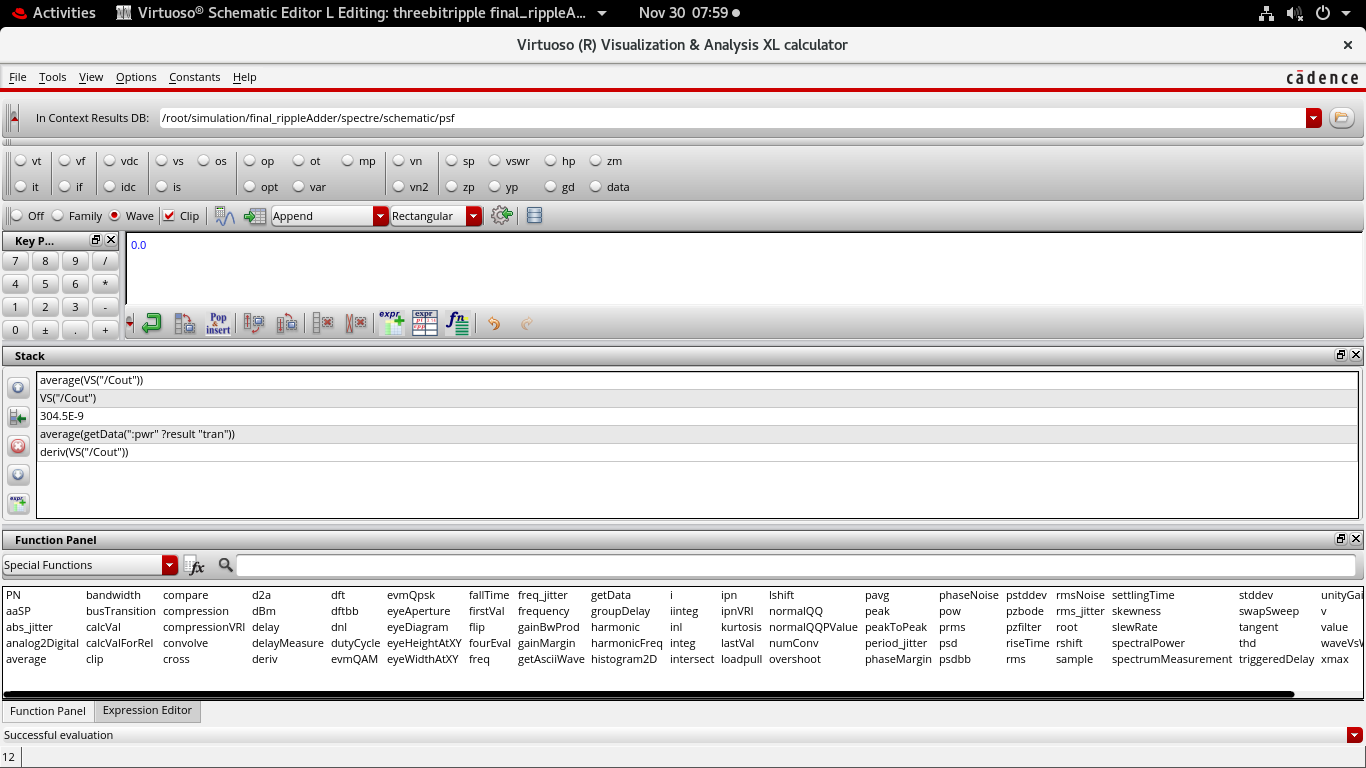 Activities Virtuoso® Schematic Editor L Editing: threebitripple final_rippleA... Nov 30 07:59
Virtuoso (R) Visualization & Analysis XL calculator
File Tools View Options Constants Help cādence
In Context Results DB: /root/simulation/final_rippleAdder/spectre/schematic/psf
vt vf vdc vs os op ot mp vn sp vswr hp zm
it if idc is opt var vn2 zp yp gd data
Off Family Wave Clip Append Rectangular
Key P...
7 8 9 /
4 5 6 *
1 2 3 -
0 ± . +
0.0
Pop & insert expr expr fn
Stack
average(VS("/Cout"))
VS("/Cout")
304.5E-9
average(getData(":pwr" ?result "tran"))
deriv(VS("/Cout"))
expr
Function Panel
Special Functions fx
PN bandwidth compare d2a dft evmQpsk fallTime freq_jitter getData i ipn lshift pavg phaseNoise pstddev rmsNoise settlingTime stddev unityGai
aaSP busTransition compression dBm dftbb eyeAperture firstVal frequency groupDelay iinteg ipnVRI normalQQ peak pow pzbode rms_jitter skewness swapSweep v
abs_jitter calcVal compressionVRI delay dnl eyeDiagram flip gainBwProd harmonic inl kurtosis normalQQPValue peakToPeak prms pzfilter root slewRate tangent value
analog2Digital calcValForRel convolve delayMeasure dutyCycle eyeHeightAtXY fourEval gainMargin harmonicFreq integ lastVal numConv period_jitter psd riseTime rshift spectralPower thd waveVsW
average clip cross deriv evmQAM eyeWidthAtXY freq getAsciiWave histogram2D intersect loadpull overshoot phaseMargin psdbb rms sample spectrumMeasurement triggeredDelay xmax
Function Panel Expression Editor
Successful evaluation
12